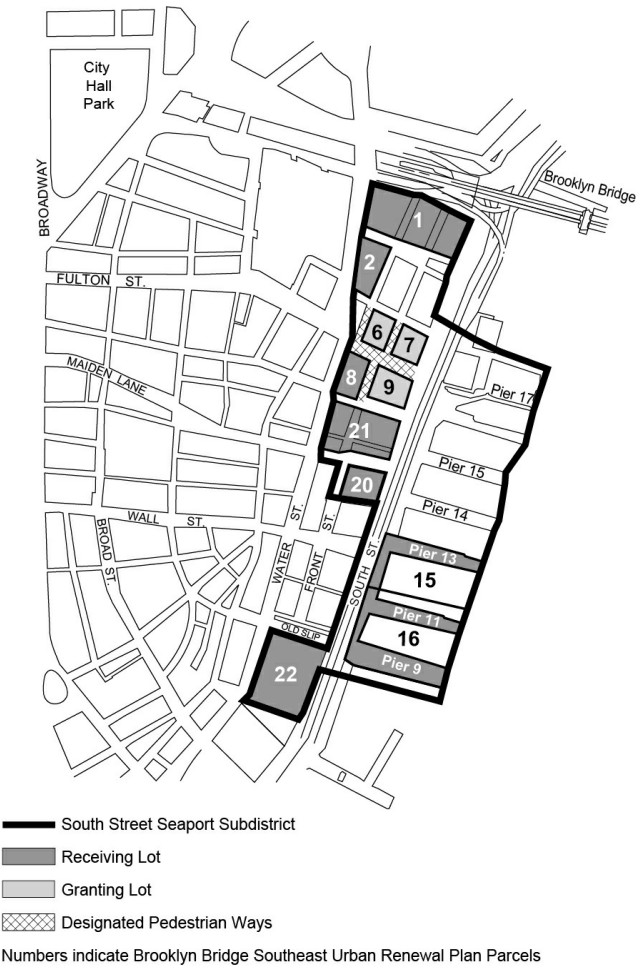 City
Hall
Park
BROADWAY
Brooklyn Bridge
1
2
FULTON ST.
6
7
MAIDEN LANE
8
9
Pier 17
21
Pier 15
20
Pier 14
WALL ST.
BROAD ST.
WATER ST.
FRONT ST.
SOUTH ST.
Pier 13
15
Pier 11
16
OLD SLIP
Pier 9
22
South Street Seaport Subdistrict
Receiving Lot
Granting Lot
Designated Pedestrian Ways
Numbers indicate Brooklyn Bridge Southeast Urban Renewal Plan Parcels